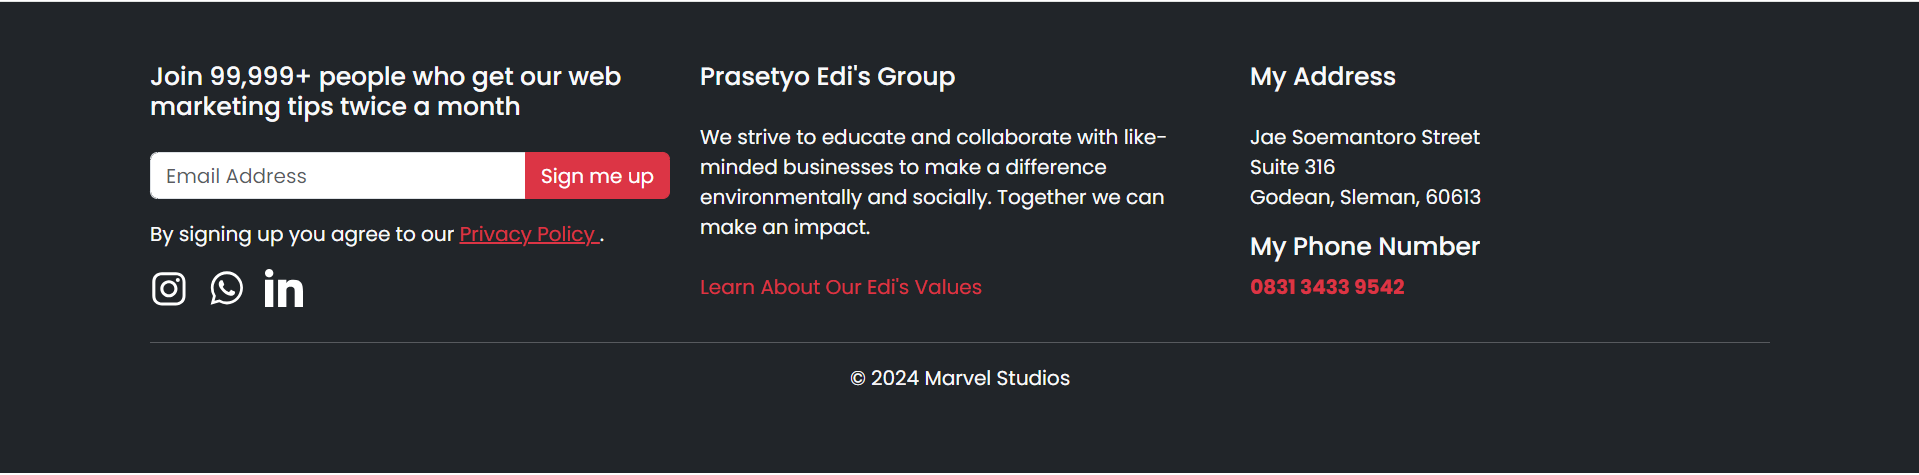 Join 99,999+ people who get our web
marketing tips twice a month
Email Address
Sign me up
By signing up you agree to our Privacy Policy .
Prasetyo Edi's Group
We strive to educate and collaborate with like-
minded businesses to make a difference
environmentally and socially. Together we can
make an impact.
Learn About Our Edi's Values
My Address
Jae Soemantoro Street
Suite 316
Godean, Sleman, 60613
My Phone Number
0831 3433 9542
© 2024 Marvel Studios